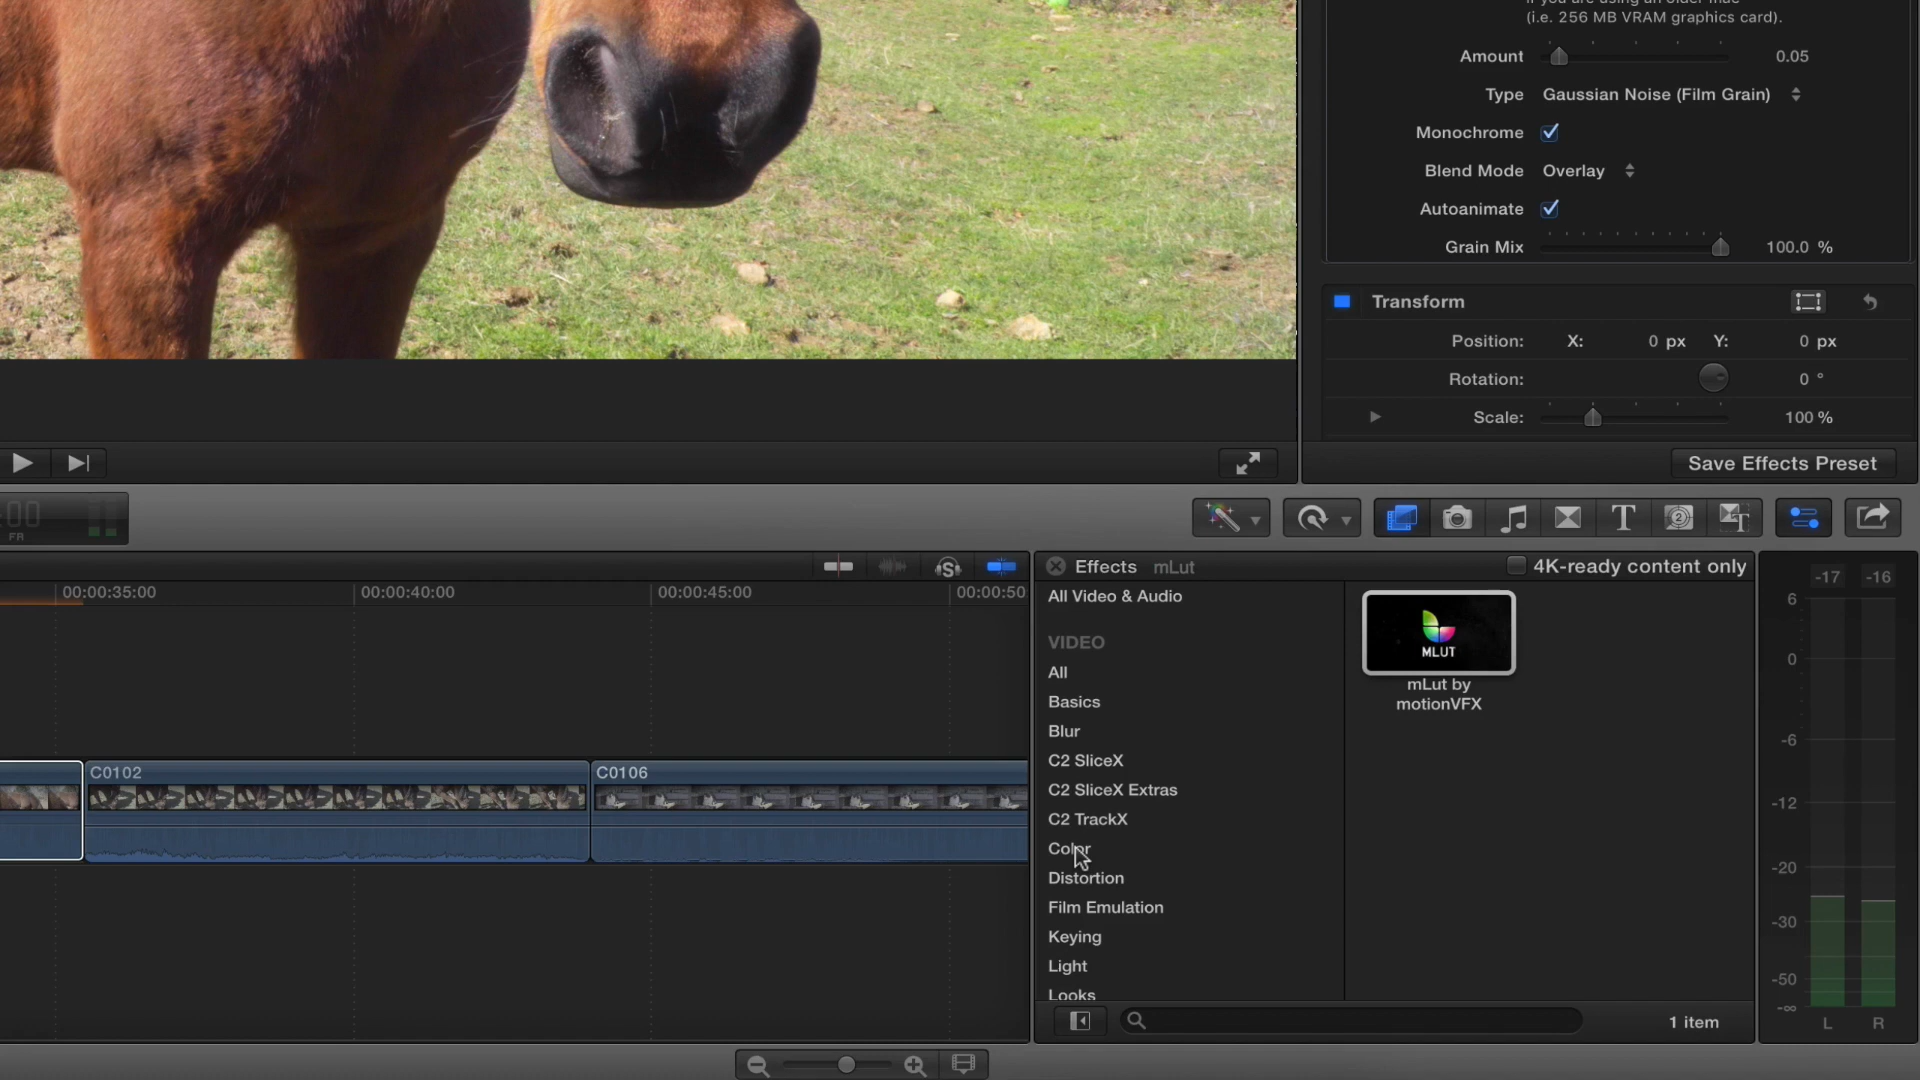 (i.e. 256 MB VRAM graphics card).
Amount 0.05
Type Gaussian Noise (Film Grain)
Monochrome
Blend Mode Overlay
Autoanimate
Grain Mix 100.0 %
Transform
Position: X: 0 px Y: 0 px
Rotation: 0 °
Scale: 100 %
Save Effects Preset
:00
FR
T
2
T
S
00:00:35:00
00:00:40:00
00:00:45:00
00:00:50
C0102
C0106
Effects mLut
4K-ready content only
All Video & Audio
VIDEO
All
Basics
Blur
C2 SliceX
C2 SliceX Extras
C2 TrackX
Color
Distortion
Film Emulation
Keying
Light
Looks
MLUT
mLut by
motionVFX
1 item
-17 -16
6
0
-6
-12
-20
-30
-50
-∞
L R